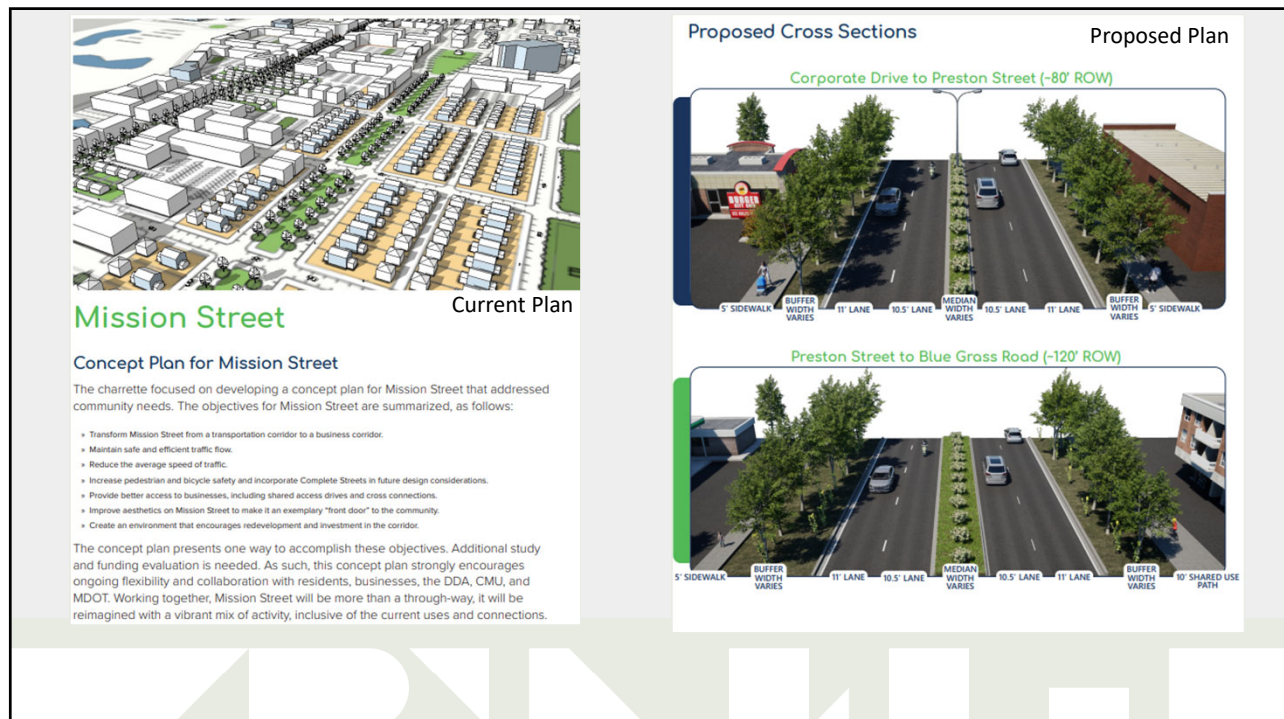 Current Plan
Mission Street
Concept Plan for Mission Street
The charrette focused on developing a concept plan for Mission Street that addressed
community needs. The objectives for Mission Street are summarized, as follows:
» Transform Mission Street from a transportation corridor to a business corridor.
» Maintain safe and efficient traffic flow.
» Reduce the average speed of traffic.
» Increase pedestrian and bicycle safety and incorporate Complete Streets in future design considerations.
» Provide better access to businesses, including shared access drives and cross connections.
» Improve aesthetics on Mission Street to make it an exemplary “front door” to the community.
» Create an environment that encourages redevelopment and investment in the corridor.
The concept plan presents one way to accomplish these objectives. Additional study
and funding evaluation is needed. As such, this concept plan strongly encourages
ongoing flexibility and collaboration with residents, businesses, the DDA, CMU, and
MDOT. Working together, Mission Street will be more than a through-way, it will be
reimagined with a vibrant mix of activity, inclusive of the current uses and connections.
Proposed Cross Sections
Proposed Plan
Corporate Drive to Preston Street (~80' ROW)
BURGER
5' SIDEWALK
BUFFER
WIDTH
VARIES
11' LANE
10.5' LANE
MEDIAN
WIDTH
VARIES
10.5' LANE
11' LANE
BUFFER
WIDTH
VARIES
5' SIDEWALK
Preston Street to Blue Grass Road (~120' ROW)
5' SIDEWALK
BUFFER
WIDTH
VARIES
11' LANE
10.5' LANE
MEDIAN
WIDTH
VARIES
10.5' LANE
11' LANE
BUFFER
WIDTH
VARIES
10' SHARED USE
PATH